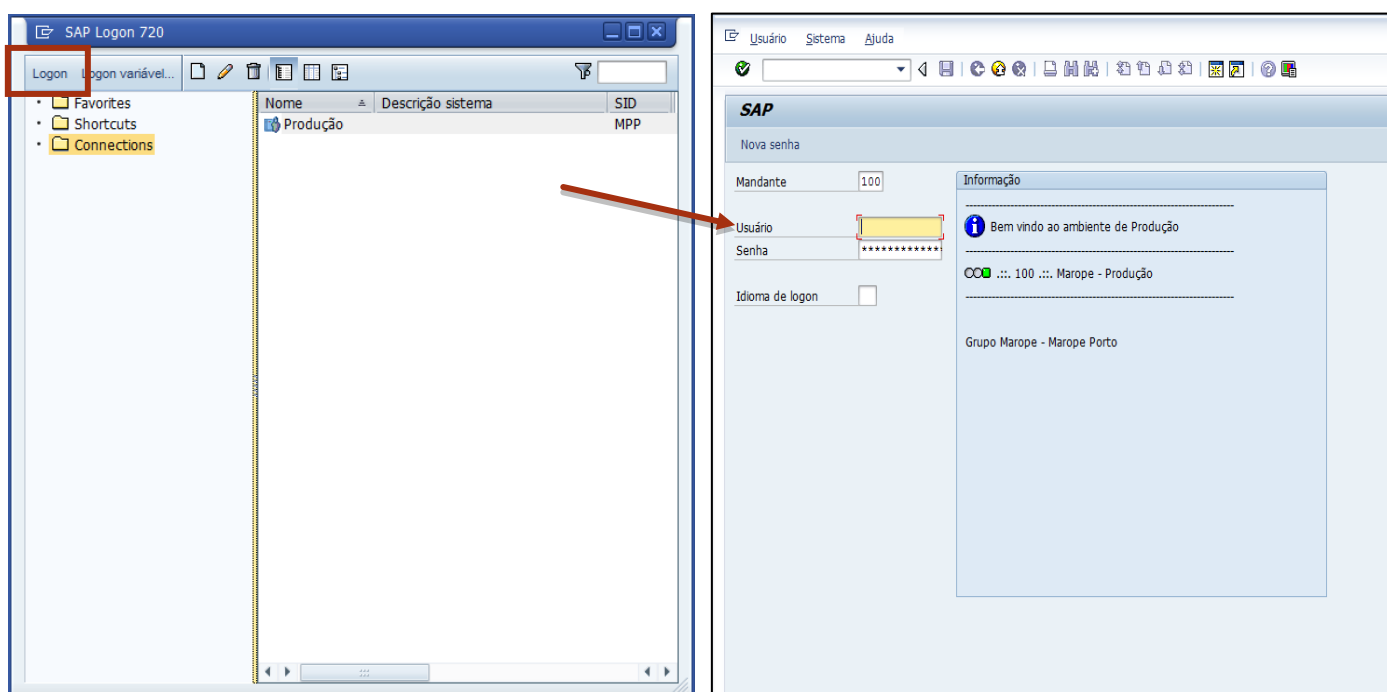 SAP Logon 720
Logon Logon variável...
Favorites
Shortcuts
Connections
Nome Descrição sistema SID
Produção MPP
Usuário Sistema Ajuda
SAP
Nova senha
Mandante 100
Usuário
Senha ************
Idioma de logon
Informação
Bem vindo ao ambiente de Produção
.::. 100 .::. Marope - Produção
Grupo Marope - Marope Porto